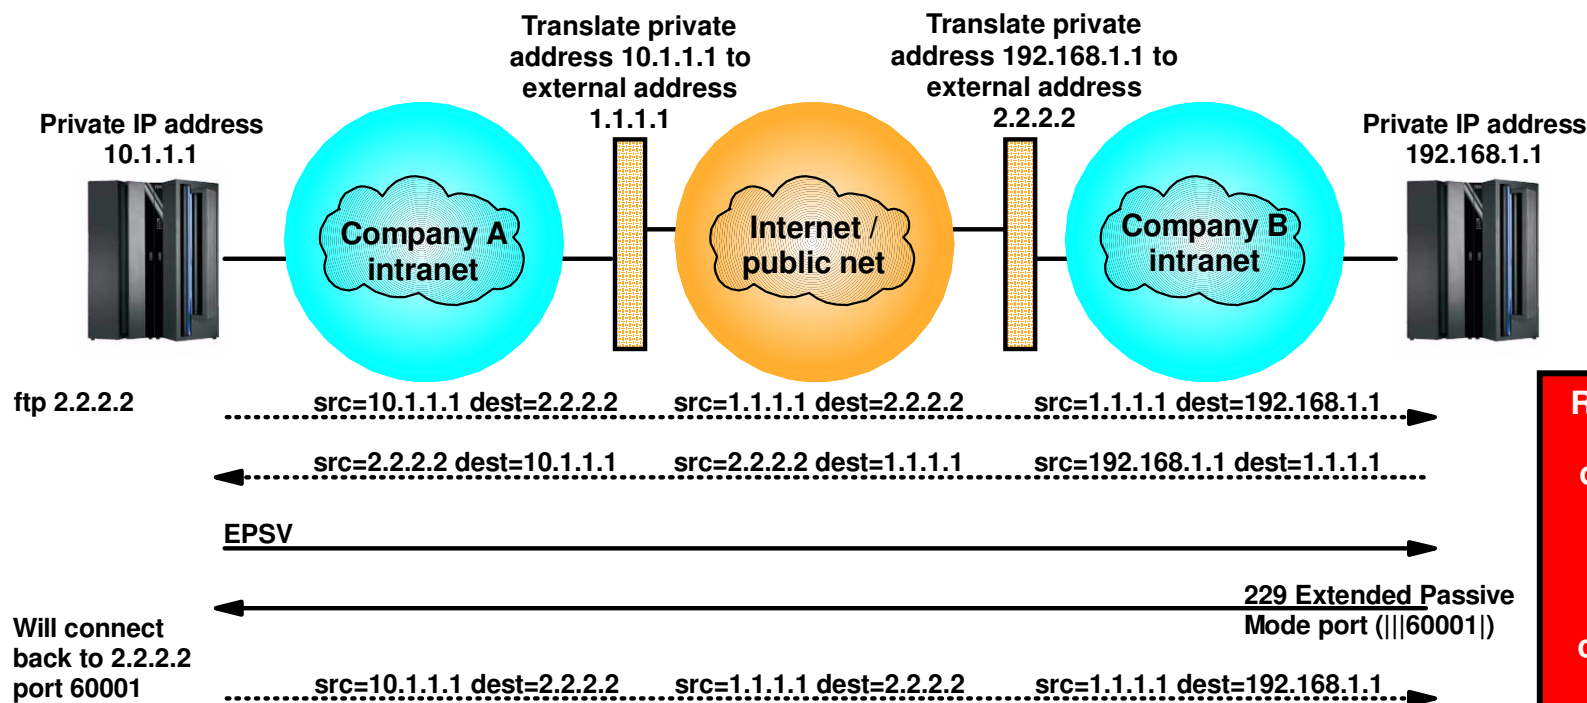 Translate private
address 10.1.1.1 to
external address
1.1.1.1
Translate private
address 192.168.1.1 to
external address
2.2.2.2
Private IP address
10.1.1.1
Private IP address
192.168.1.1
Company A
intranet
Internet /
public net
Company B
intranet
ftp 2.2.2.2
src=10.1.1.1 dest=2.2.2.2
src=1.1.1.1 dest=2.2.2.2
src=1.1.1.1 dest=192.168.1.1
src=2.2.2.2 dest=10.1.1.1
src=2.2.2.2 dest=1.1.1.1
src=192.168.1.1 dest=1.1.1.1
EPSV
229 Extended Passive
Mode port (|||60001|)
Will connect
back to 2.2.2.2
port 60001
src=10.1.1.1 dest=2.2.2.2
src=1.1.1.1 dest=2.2.2.2
src=1.1.1.1 dest=192.168.1.1